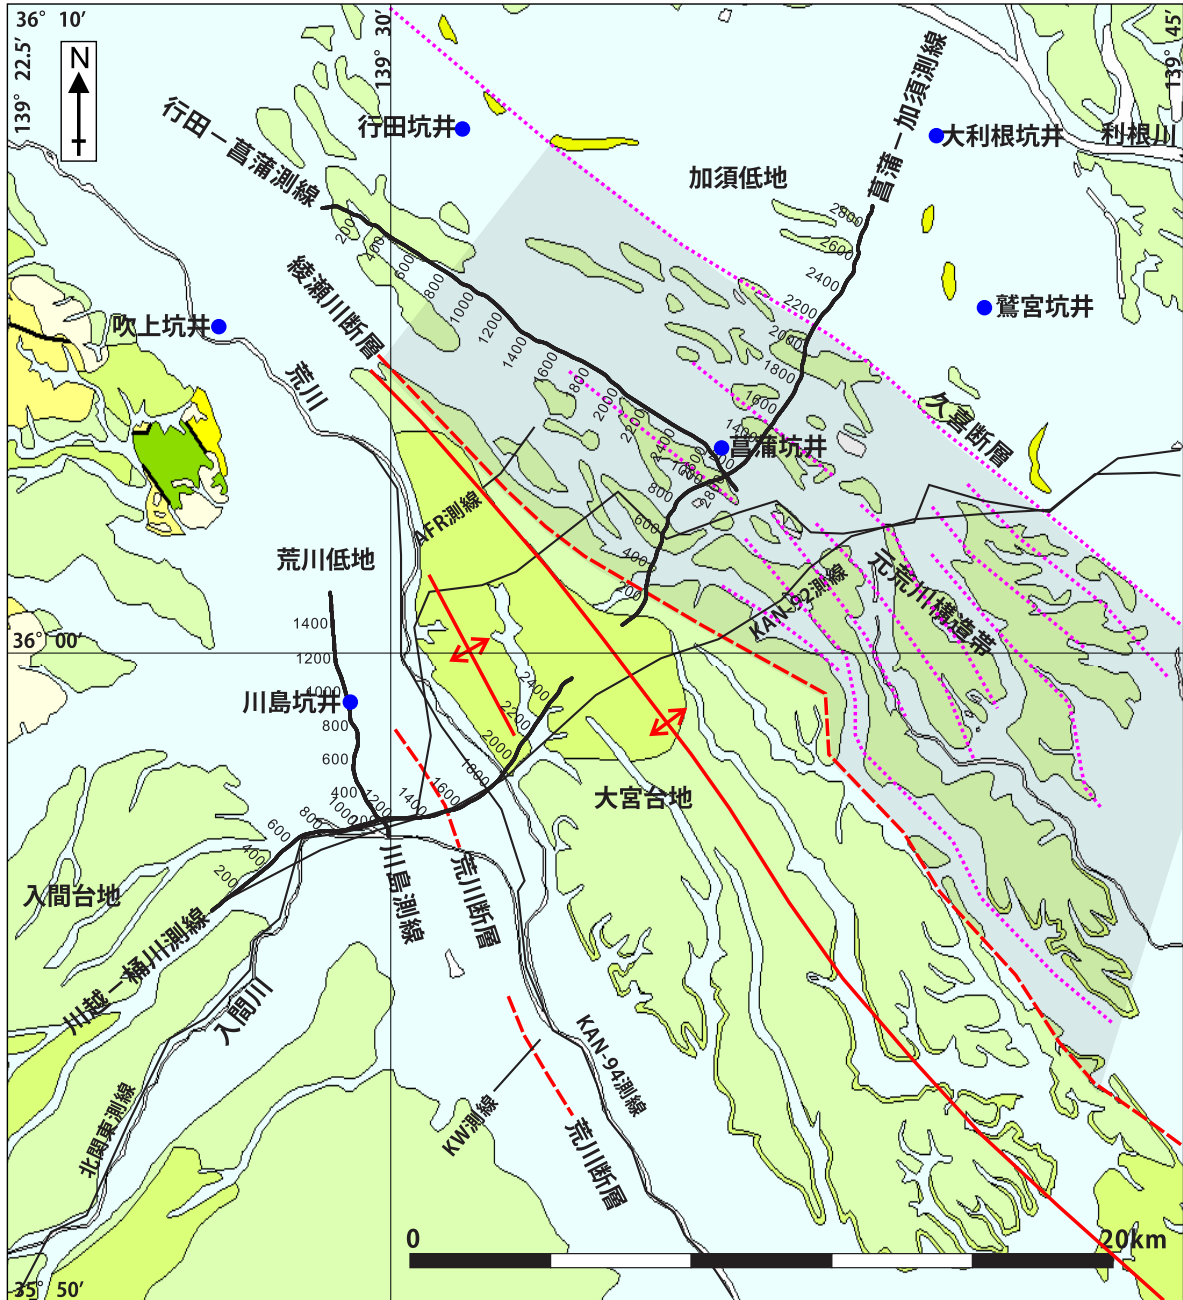 36° 10′
139° 22.5′
139° 30′
139° 45′
N
行田－菖蒲測線
行田坑井
菖蒲－加須測線
大利根坑井
利根川
加須低地
200
400
600
800
1000
1200
1400
1600
1800
2000
2200
2800
2600
2400
2200
2000
1800
1600
1400
1000
800
600
400
200
綾瀬川断層
吹上坑井
荒川
鷲宮坑井
久喜断層
菖蒲坑井
AFR測線
荒川低地
元荒川構造帯
KAN-92測線
36° 00′
1400
1200
1000
川島坑井
800
600
400
2400
2200
2000
1800
1600
1400
1200
1000
800
600
400
200
大宮台地
入間台地
川島測線
荒川断層
川越－桶川測線
入間川
北関東測線
KW測線
KAN-94測線
荒川断層
0
20km
35° 50′